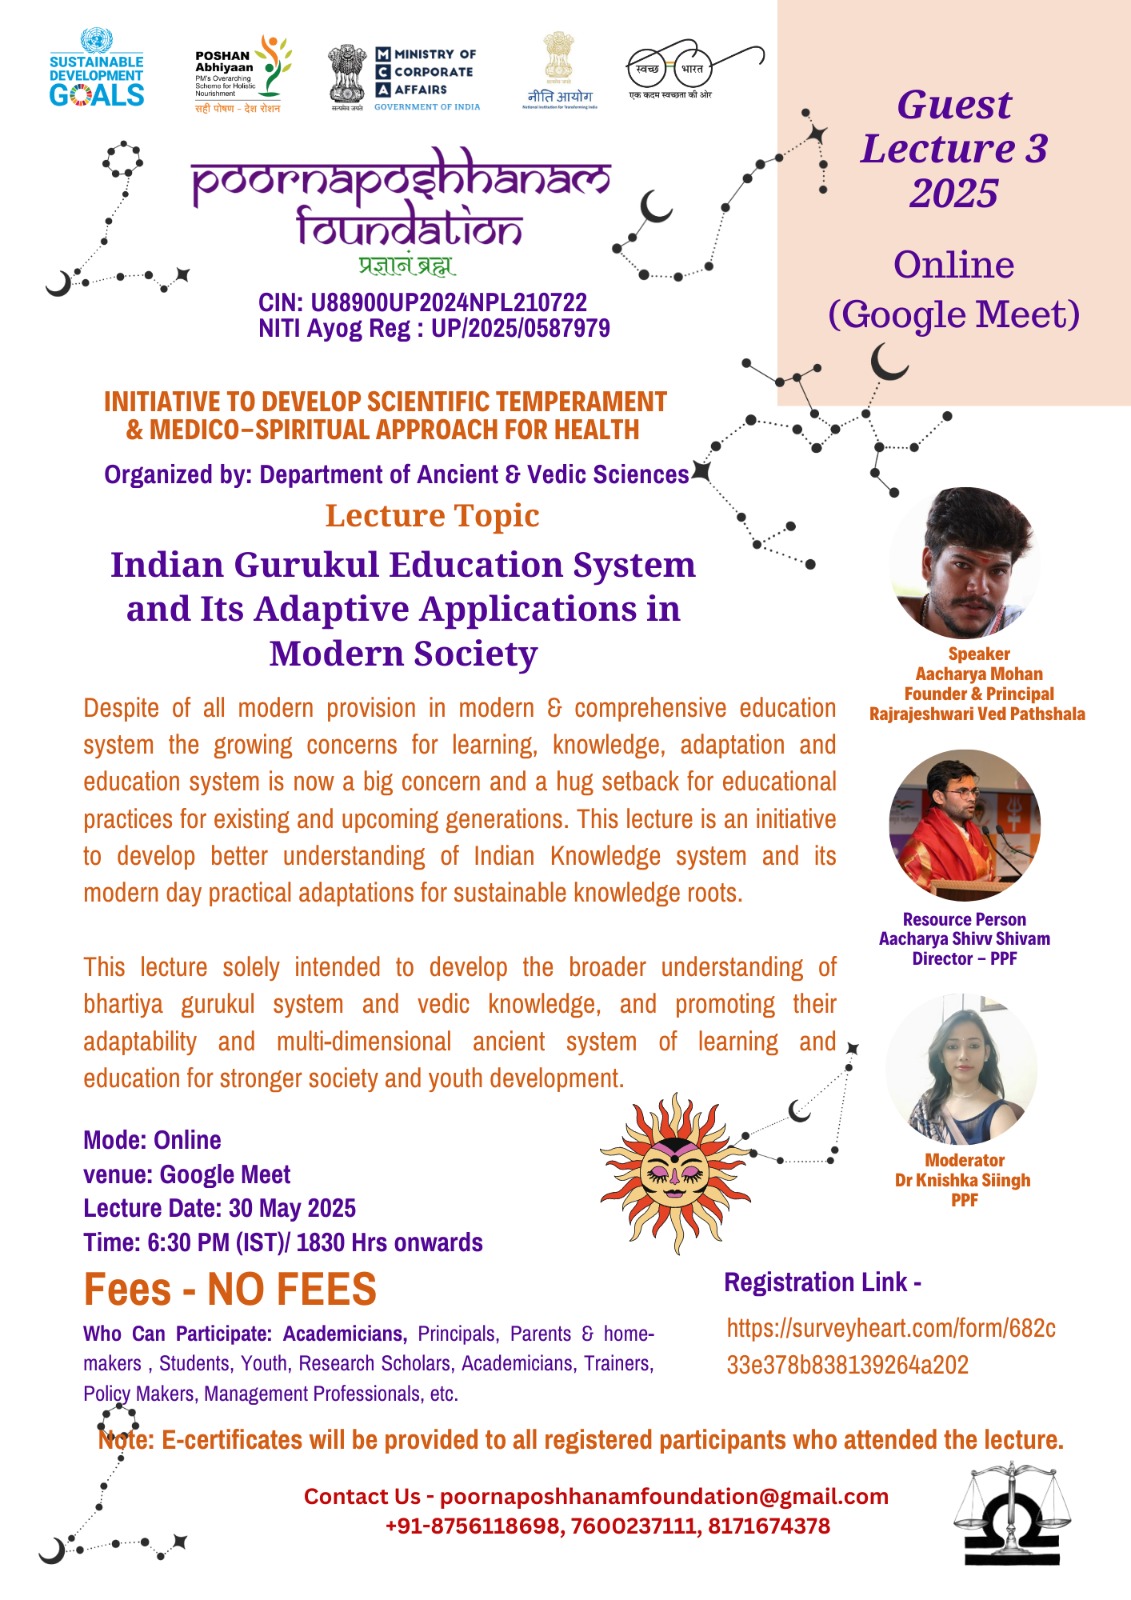 SUSTAINABLE
DEVELOPMENT
GOALS
POSHAN
Abhiyaan
PM's Overarching
Scheme for Holistic
Nourishment
सही पोषण - देश रोशन
सत्यमेव जयते
MCA
MINISTRY OF
CORPORATE
AFFAIRS
GOVERNMENT OF INDIA
नीति आयोग
National Institution for Transforming India
स्वच्छ भारत
एक कदम स्वच्छता की ओर
Guest
Lecture 3
2025
Online
(Google Meet)
poornaposhhanam
foundation
प्रज्ञानं ब्रह्म
CIN: U88900UP2024NPL210722
NITI Ayog Reg : UP/2025/0587979
INITIATIVE TO DEVELOP SCIENTIFIC TEMPERAMENT
& MEDICO–SPIRITUAL APPROACH FOR HEALTH
Organized by: Department of Ancient & Vedic Sciences
Lecture Topic
Indian Gurukul Education System
and Its Adaptive Applications in
Modern Society
Despite of all modern provision in modern & comprehensive education
system the growing concerns for learning, knowledge, adaptation and
education system is now a big concern and a hug setback for educational
practices for existing and upcoming generations. This lecture is an initiative
to develop better understanding of Indian Knowledge system and its
modern day practical adaptations for sustainable knowledge roots.
This lecture solely intended to develop the broader understanding of
bhartiya gurukul system and vedic knowledge, and promoting their
adaptability and multi-dimensional ancient system of learning and
education for stronger society and youth development.
Speaker
Aacharya Mohan
Founder & Principal
Rajrajeshwari Ved Pathshala
Resource Person
Aacharya Shivv Shivam
Director – PPF
Moderator
Dr Knishka Siingh
PPF
Mode: Online
venue: Google Meet
Lecture Date: 30 May 2025
Time: 6:30 PM (IST)/ 1830 Hrs onwards
Fees - NO FEES
Who Can Participate: Academicians, Principals, Parents & home-
makers , Students, Youth, Research Scholars, Academicians, Trainers,
Policy Makers, Management Professionals, etc.
Registration Link -
https://surveyheart.com/form/682c
33e378b838139264a202
Note: E-certificates will be provided to all registered participants who attended the lecture.
Contact Us - poornaposhhanamfoundation@gmail.com
+91-8756118698, 7600237111, 8171674378